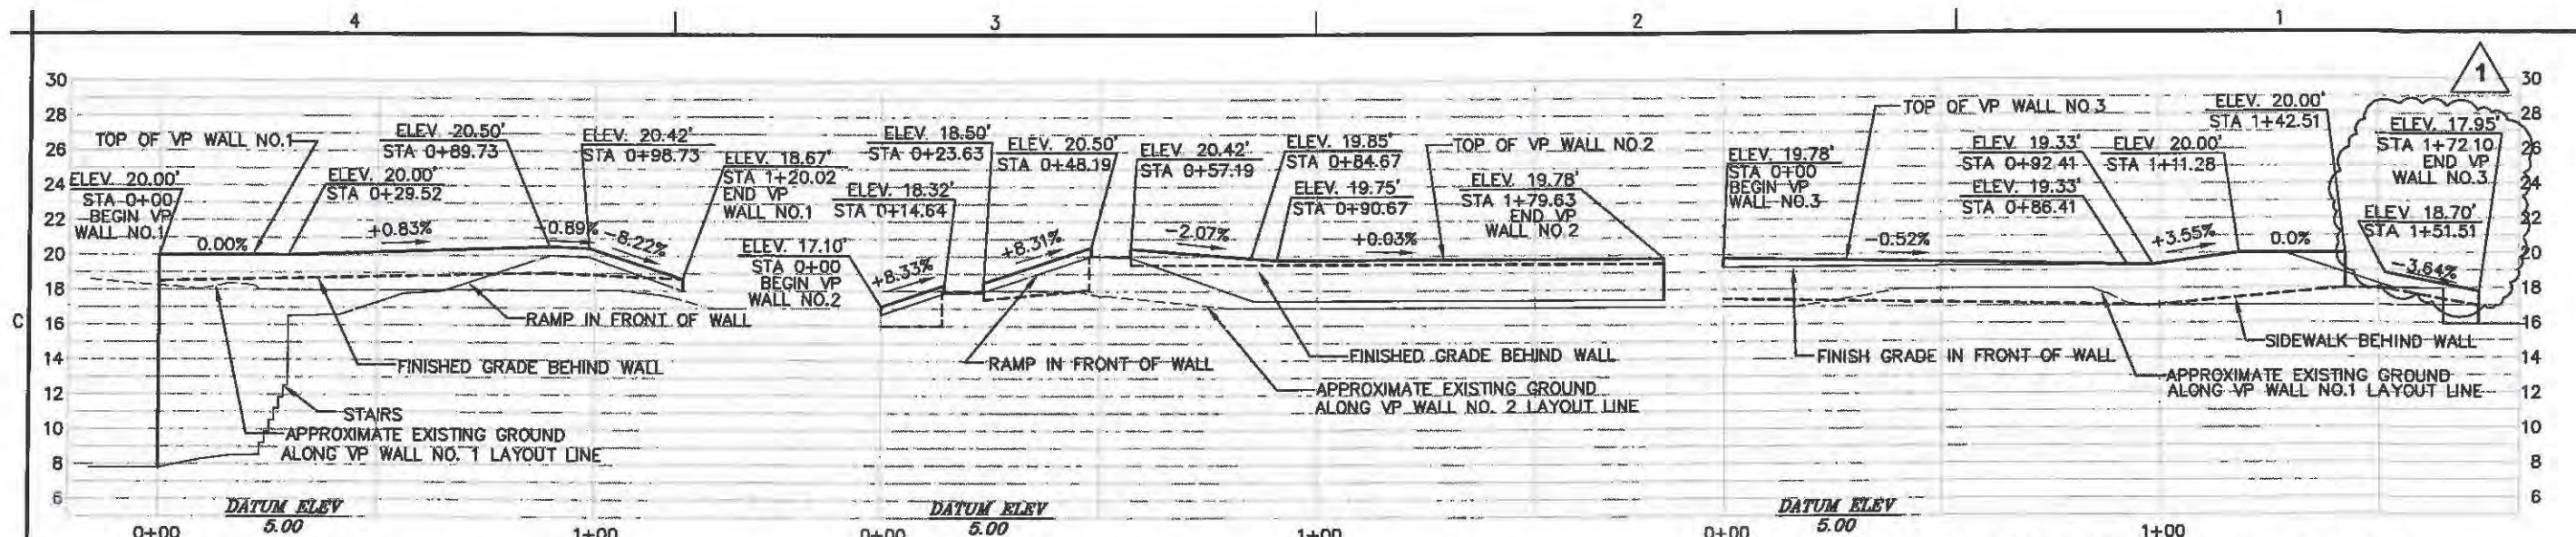 4
3
2
1
1
30
28
26
24
22
20
18
16
14
12
10
8
6
C
TOP OF VP WALL NO.1
ELEV. 20.00'
STA 0+00
BEGIN VP
WALL NO.1
ELEV. 20.00'
STA 0+29.52
ELEV. 20.50'
STA 0+89.73
ELEV. 20.42'
STA 0+98.73
ELEV. 18.67'
STA 1+20.02
END VP
WALL NO.1
0.00%
+0.83%
-0.89%
-8.22%
RAMP IN FRONT OF WALL
FINISHED GRADE BEHIND WALL
STAIRS
APPROXIMATE EXISTING GROUND
ALONG VP WALL NO. 1 LAYOUT LINE
DATUM ELEV
5.00
0+00
1+00
ELEV. 17.10'
STA 0+00
BEGIN VP
WALL NO.2
ELEV. 18.32'
STA 0+14.64
ELEV. 18.50'
STA 0+23.63
ELEV. 20.50'
STA 0+48.19
ELEV. 20.42'
STA 0+57.19
ELEV. 19.85'
STA 0+84.67
ELEV. 19.75'
STA 0+90.67
TOP OF VP WALL NO.2
ELEV. 19.78'
STA 1+79.63
END VP
WALL NO.2
+8.33%
+8.31%
-2.07%
+0.03%
RAMP IN FRONT OF WALL
FINISHED GRADE BEHIND WALL
APPROXIMATE EXISTING GROUND
ALONG VP WALL NO. 2 LAYOUT LINE
DATUM ELEV
5.00
0+00
1+00
TOP OF VP WALL NO.3
ELEV. 19.78'
STA 0+00
BEGIN VP
WALL NO.3
ELEV. 19.33'
STA 0+92.41
ELEV. 19.33'
STA 0+86.41
ELEV. 20.00'
STA 1+11.28
ELEV. 20.00'
STA 1+42.51
ELEV. 17.95'
STA 1+72.10
END VP
WALL NO.3
ELEV. 18.70'
STA 1+51.51
-0.52%
+3.55%
0.0%
-3.64%
FINISH GRADE IN FRONT OF WALL
SIDEWALK BEHIND WALL
APPROXIMATE EXISTING GROUND
ALONG VP WALL NO.1 LAYOUT LINE
DATUM ELEV
5.00
0+00
1+00
30
28
26
24
22
20
18
16
14
12
10
8
6